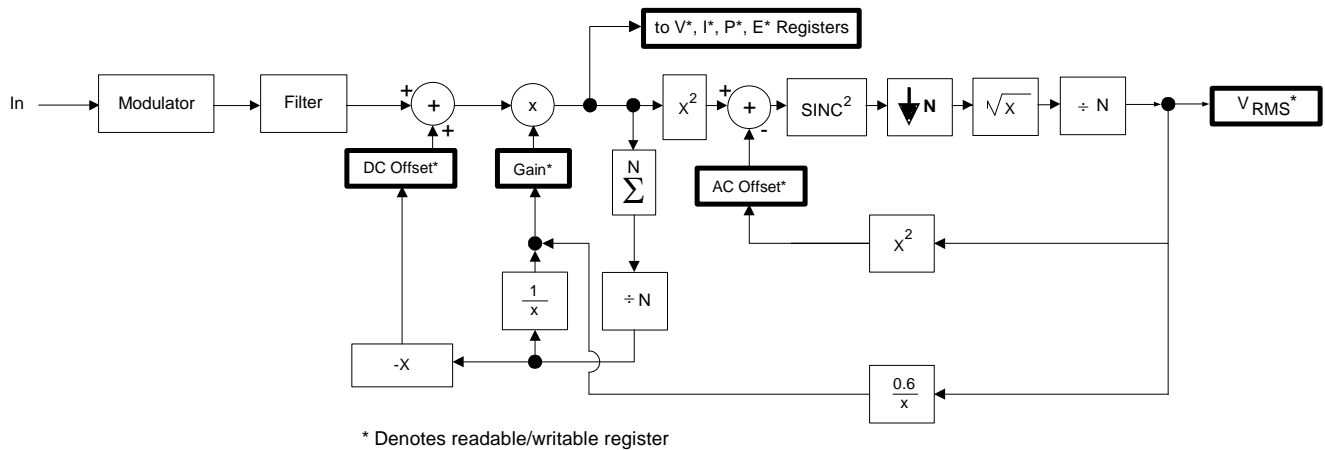 to V*, I*, P*, E* Registers
In
Modulator
Filter
+
+
+
x
X²
+
+
-
SINC²
N
√X
÷ N
V RMS*
DC Offset*
Gain*
N
Σ
AC Offset*
X²
1
x
÷ N
-X
0.6
x
* Denotes readable/writable register